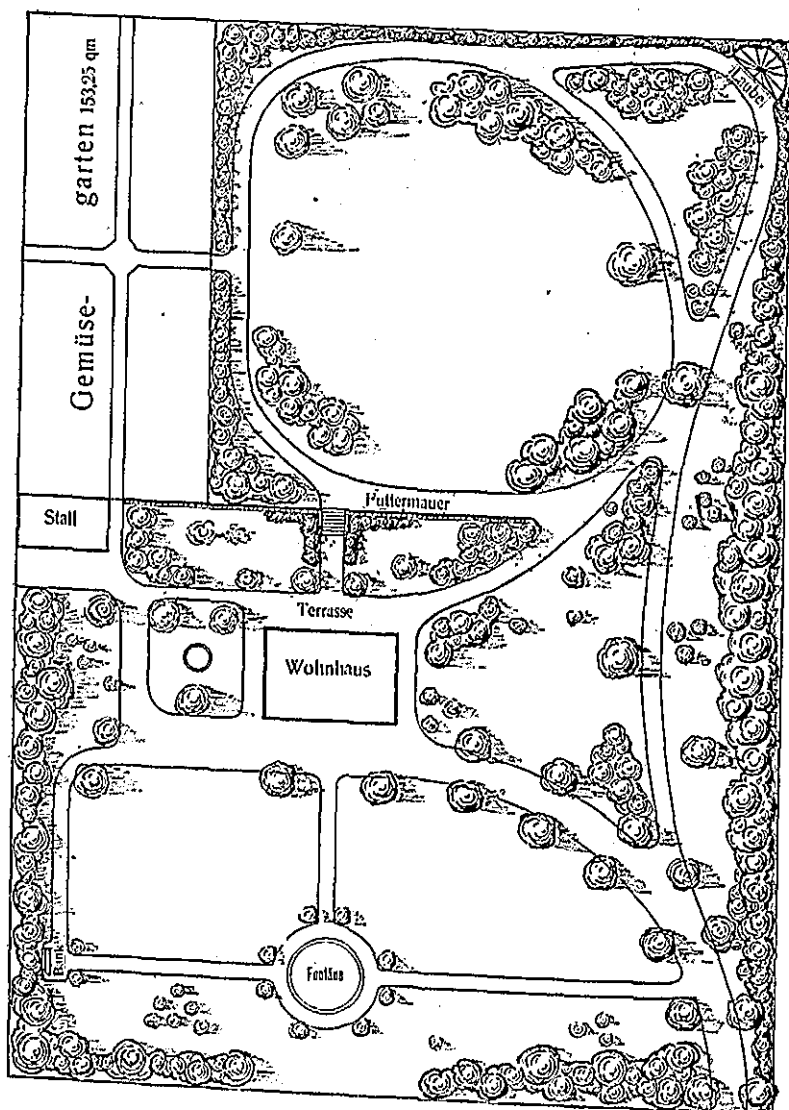 Laube
garten 153,25 qm
Gemüse-
Futtermauer
Stall
Terrasse
Wohnhaus
Bank
Fontäne